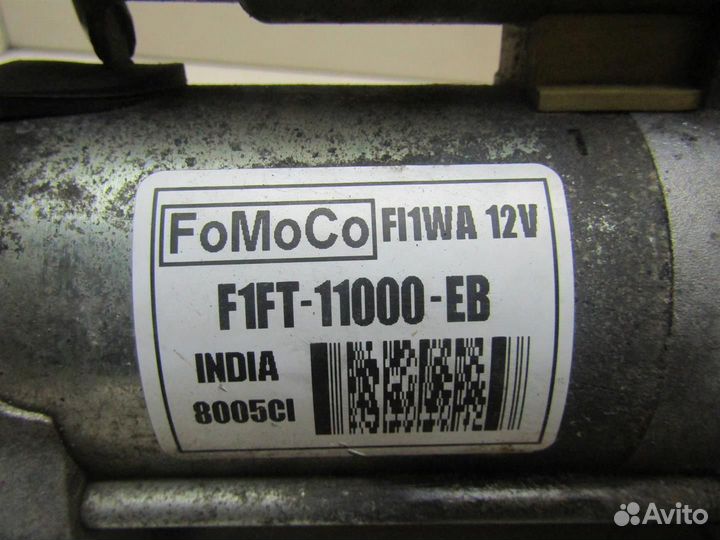 FoMoCo FI1WA 12V
F1FT-11000-EB
INDIA
8005CI
Avito